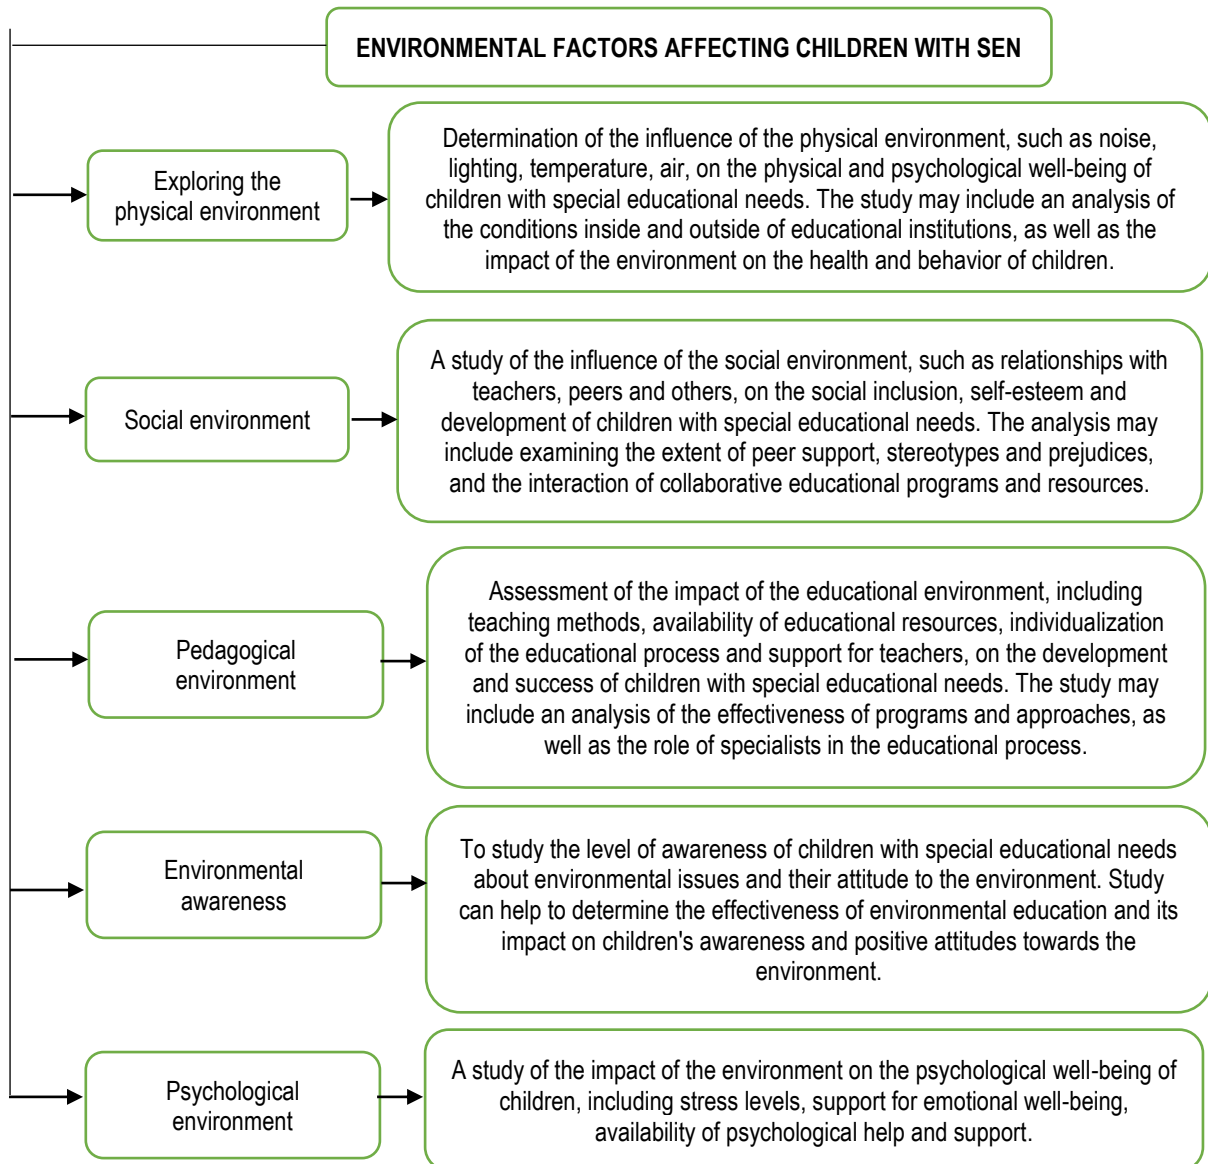 ENVIRONMENTAL FACTORS AFFECTING CHILDREN WITH SEN
Exploring the
physical environment
Determination of the influence of the physical environment, such as noise,
lighting, temperature, air, on the physical and psychological well-being of
children with special educational needs. The study may include an analysis of
the conditions inside and outside of educational institutions, as well as the
impact of the environment on the health and behavior of children.
Social environment
A study of the influence of the social environment, such as relationships with
teachers, peers and others, on the social inclusion, self-esteem and
development of children with special educational needs. The analysis may
include examining the extent of peer support, stereotypes and prejudices,
and the interaction of collaborative educational programs and resources.
Pedagogical
environment
Assessment of the impact of the educational environment, including
teaching methods, availability of educational resources, individualization
of the educational process and support for teachers, on the development
and success of children with special educational needs. The study may
include an analysis of the effectiveness of programs and approaches, as
well as the role of specialists in the educational process.
Environmental
awareness
To study the level of awareness of children with special educational needs
about environmental issues and their attitude to the environment. Study
can help to determine the effectiveness of environmental education and its
impact on children's awareness and positive attitudes towards the
environment.
Psychological
environment
A study of the impact of the environment on the psychological well-being of
children, including stress levels, support for emotional well-being,
availability of psychological help and support.